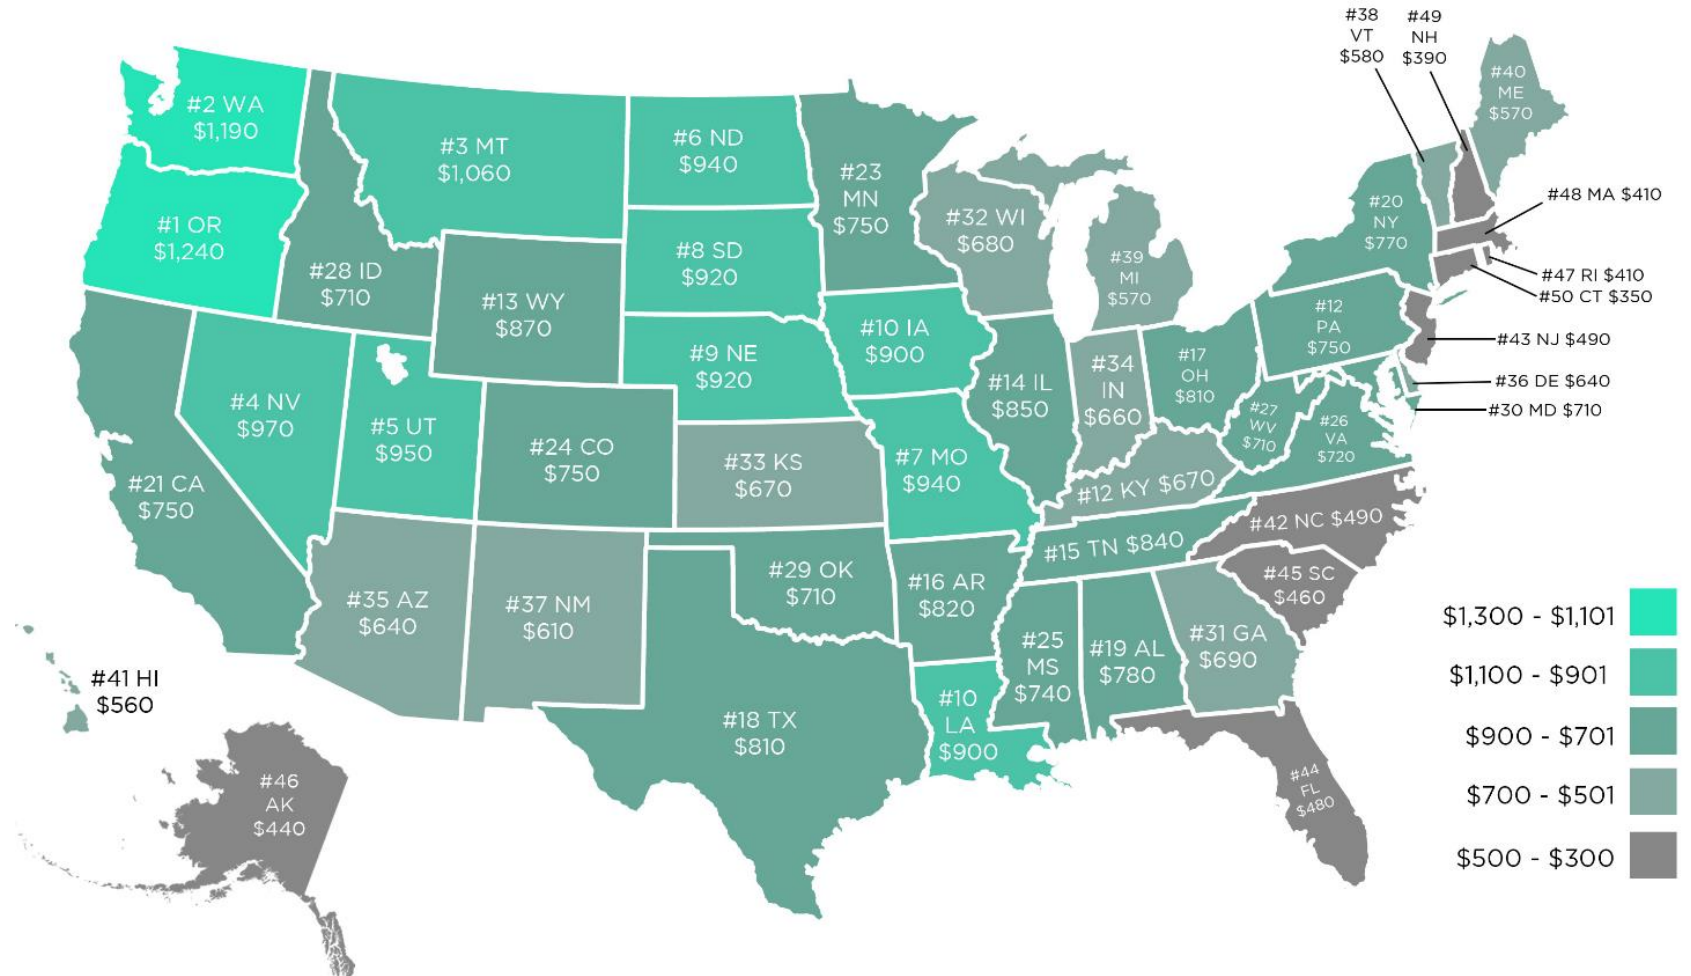 #38
VT
$580
#49
NH
$390
#40
ME
$570
#2 WA
$1,190
#3 MT
$1,060
#6 ND
$940
#23
MN
$750
#1 OR
$1,240
#28 ID
$710
#13 WY
$870
#8 SD
$920
#32 WI
$680
#39
MI
$570
#20
NY
$770
#48 MA $410
#47 RI $410
#50 CT $350
#43 NJ $490
#36 DE $640
#30 MD $710
#10 IA
$900
#9 NE
$920
#12
PA
$750
#4 NV
$970
#5 UT
$950
#24 CO
$750
#14 IL
$850
#34
IN
$660
#17
OH
$810
#27
WV
$710
#26
VA
$720
#21 CA
$750
#33 KS
$670
#7 MO
$940
#12 KY $670
#42 NC $490
#15 TN $840
#35 AZ
$640
#37 NM
$610
#29 OK
$710
#16 AR
$820
#45 SC
$460
#25
MS
$740
#19 AL
$780
#31 GA
$690
#41 HI
$560
#18 TX
$810
#10
LA
$900
#44
FL
$480
#46
AK
$440
$1,300 - $1,101
$1,100 - $901
$900 - $701
$700 - $501
$500 - $300